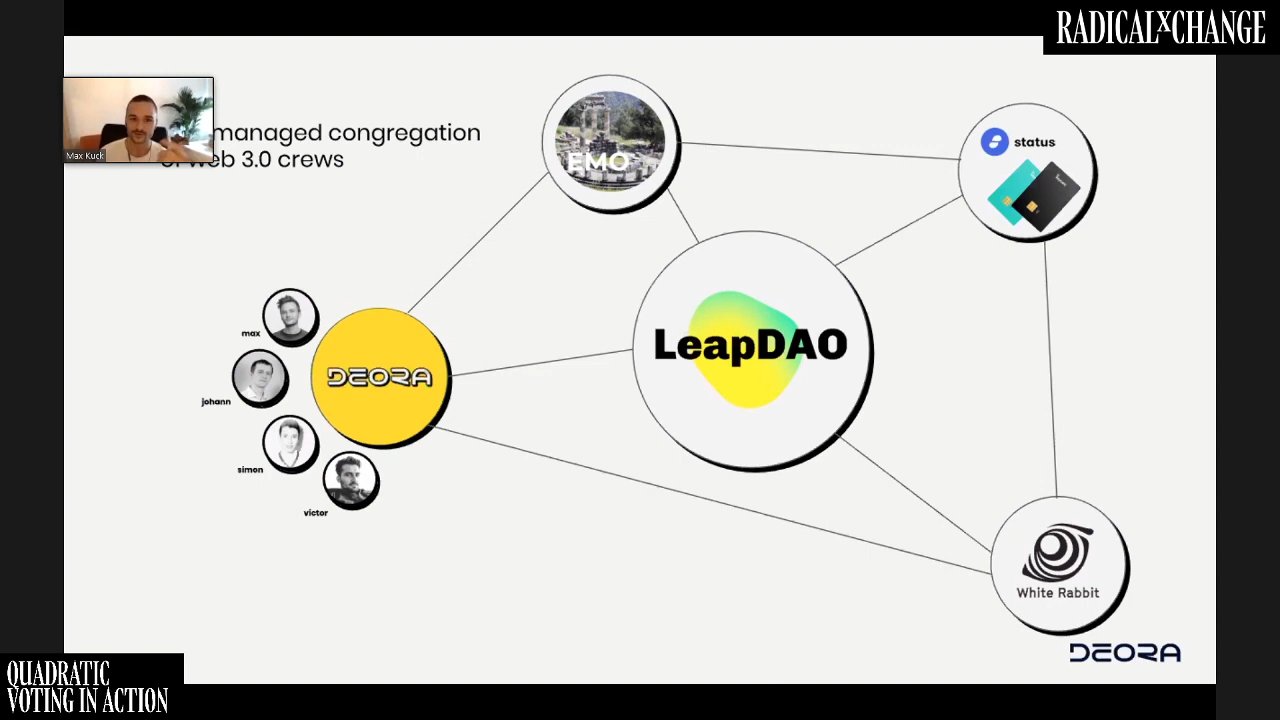 RADICALXCHANGE
Max Kuck
managed congregation
web 3.0 crews
EMO
status
LeapDAO
max
DEORA
johann
simon
victor
White Rabbit
DEORA
QUADRATIC
VOTING IN ACTION